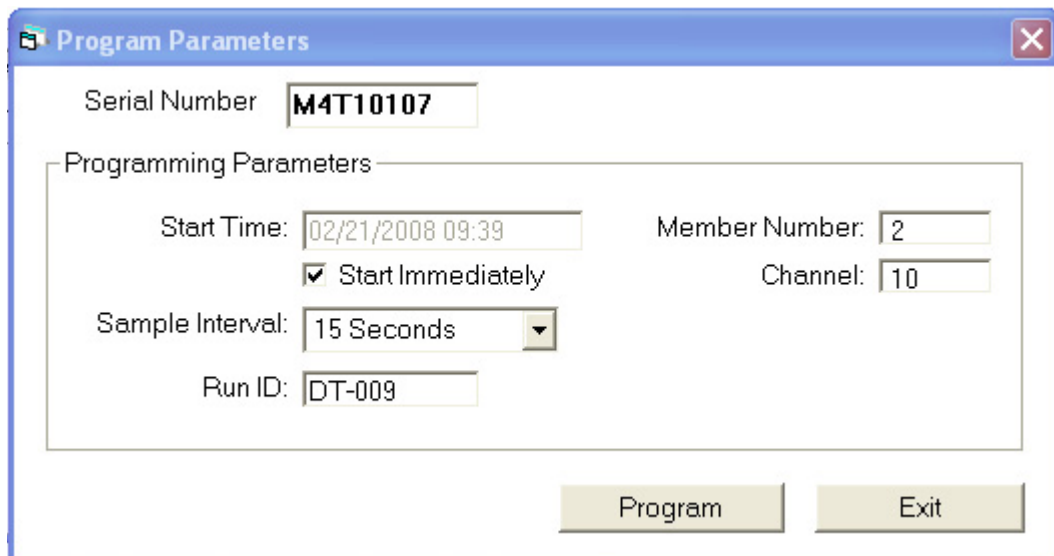 Program Parameters
Serial Number M4T10107
Programming Parameters
Start Time: 02/21/2008 09:39 Member Number: 2
Start Immediately Channel: 10
Sample Interval: 15 Seconds
Run ID: DT-009
Program Exit